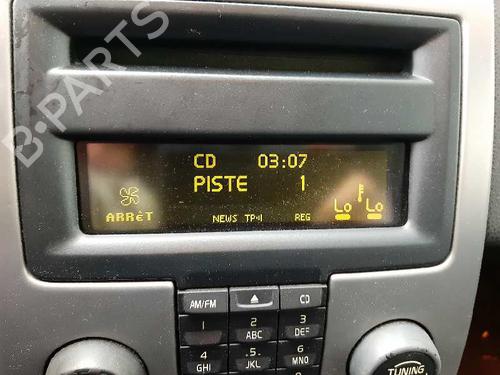 B-PARTS
CD 03:07
PISTE 1
ARRÊT NEWS TP REG Lo Lo
AM/FM CD
1 2 ABC 3 DEF
4 GHI .5. JKL 6 MNO
TUNING